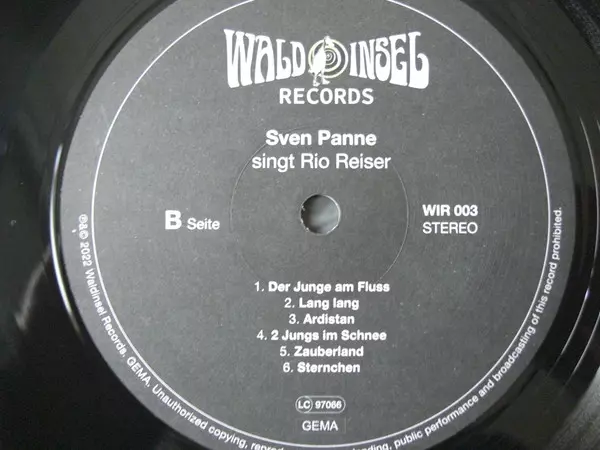 WALDINSEL
RECORDS
Sven Panne
singt Rio Reiser
B Seite
WIR 003
STEREO
1. Der Junge am Fluss
2. Lang lang
3. Ardistan
4. 2 Jungs im Schnee
5. Zauberland
6. Sternchen
LC 97066
GEMA
℗&© 2022 Waldinsel Records, GEMA. Unauthorized copying, public performance and broadcasting of this record prohibited.